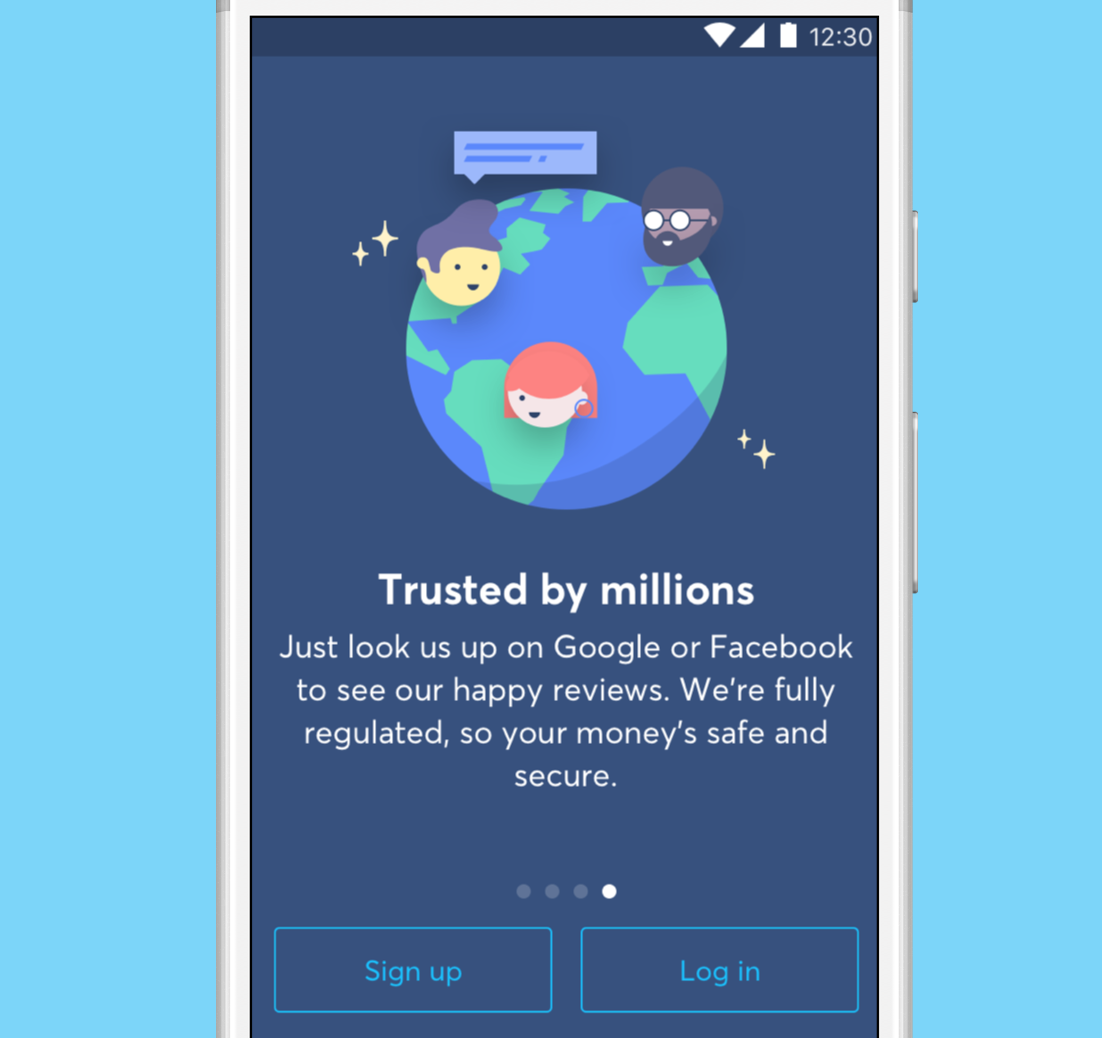 12:30
Trusted by millions
Just look us up on Google or Facebook
to see our happy reviews. We’re fully
regulated, so your money’s safe and
secure.
Sign up
Log in